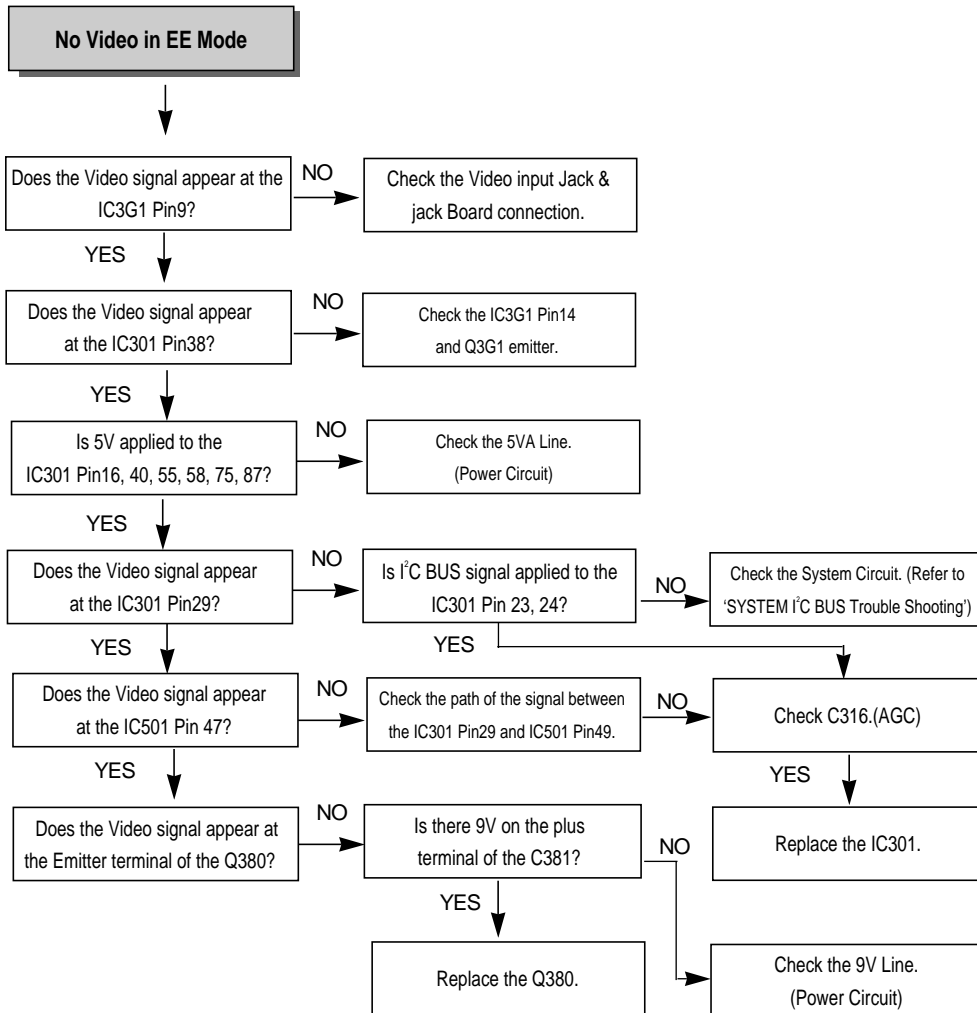 No Video in EE Mode
Does the Video signal appear at the
IC3G1 Pin9?
NO
Check the Video input Jack &
jack Board connection.
YES
Does the Video signal appear
at the IC301 Pin38?
NO
Check the IC3G1 Pin14
and Q3G1 emitter.
YES
Is 5V applied to the
IC301 Pin16, 40, 55, 58, 75, 87?
NO
Check the 5VA Line.
(Power Circuit)
YES
Does the Video signal appear
at the IC301 Pin29?
NO
Is I²C BUS signal applied to the
IC301 Pin 23, 24?
NO
Check the System Circuit. (Refer to
‘SYSTEM I²C BUS Trouble Shooting’)
YES
YES
Does the Video signal appear
at the IC501 Pin 47?
NO
Check the path of the signal between
the IC301 Pin29 and IC501 Pin49.
NO
Check C316.(AGC)
YES
YES
Does the Video signal appear at
the Emitter terminal of the Q380?
NO
Is there 9V on the plus
terminal of the C381?
NO
Replace the IC301.
YES
Replace the Q380.
Check the 9V Line.
(Power Circuit)